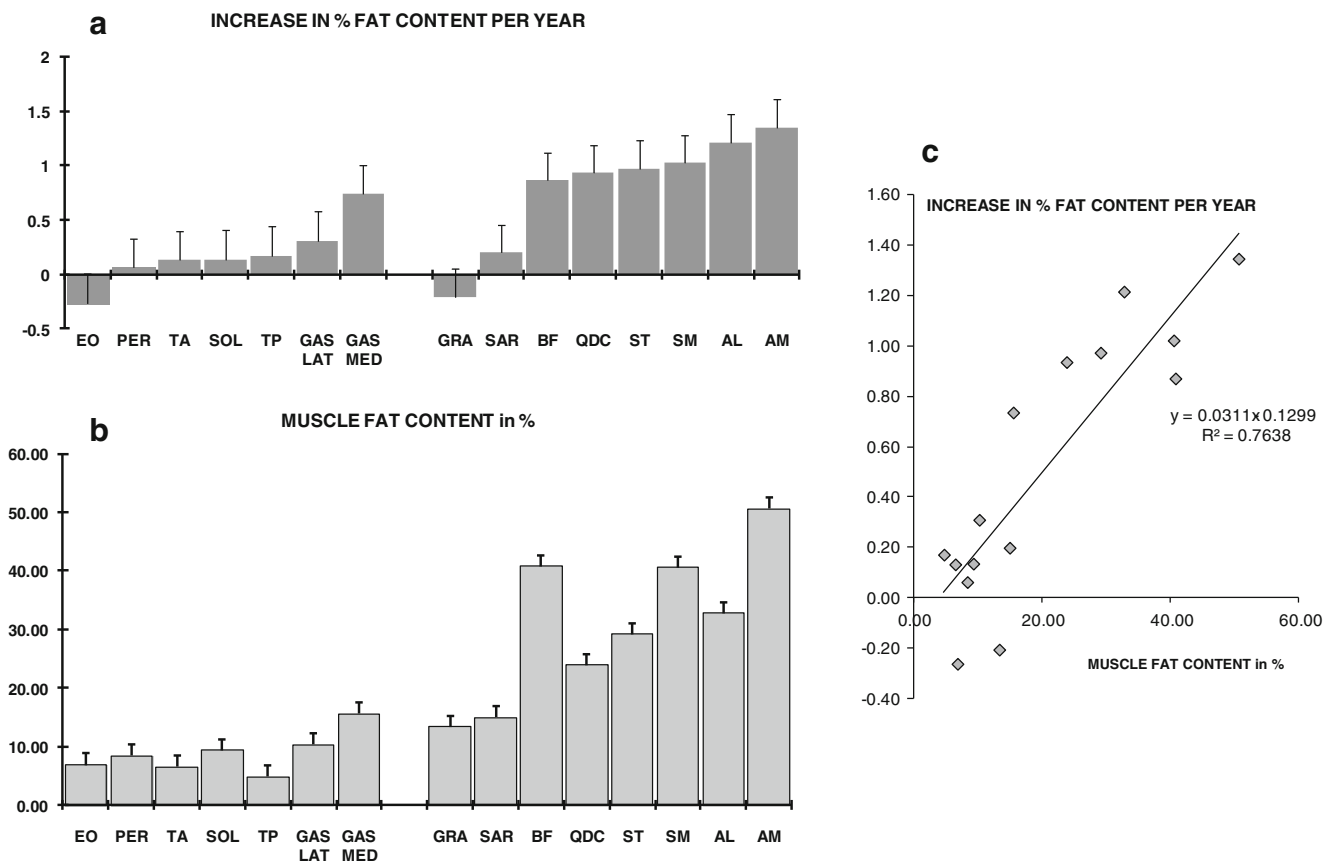 a
INCREASE IN % FAT CONTENT PER YEAR
2
1.5
1
0.5
0
-0.5
EO PER TA SOL TP GAS LAT GAS MED GRA SAR BF QDC ST SM AL AM
b
MUSCLE FAT CONTENT in %
60.00
50.00
40.00
30.00
20.00
10.00
0.00
EO PER TA SOL TP GAS LAT GAS MED GRA SAR BF QDC ST SM AL AM
c
INCREASE IN % FAT CONTENT PER YEAR
1.60
1.40
1.20
1.00
0.80
0.60
0.40
0.20
0.00
-0.20
-0.40
y = 0.0311x0.1299
R² = 0.7638
0.00 20.00 40.00 60.00
MUSCLE FAT CONTENT in %